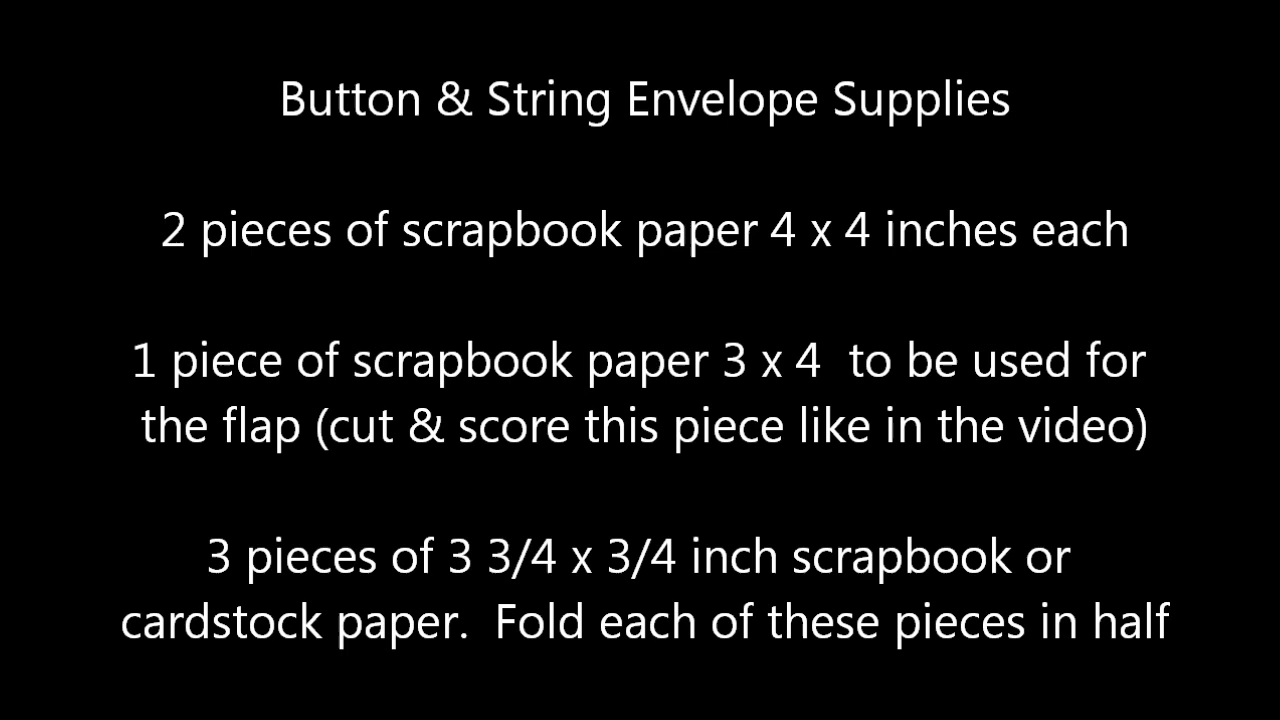 Button & String Envelope Supplies
2 pieces of scrapbook paper 4 x 4 inches each
1 piece of scrapbook paper 3 x 4  to be used for
the flap (cut & score this piece like in the video)
3 pieces of 3 3/4 x 3/4 inch scrapbook or
cardstock paper.  Fold each of these pieces in half